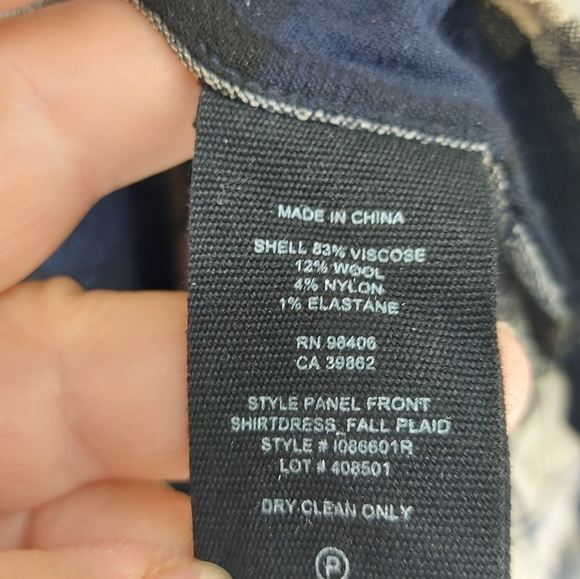 MADE IN CHINA
SHELL 83% VISCOSE
12% WOOL
4% NYLON
1% ELASTANE
RN 98406
CA 39862
STYLE PANEL FRONT
SHIRTDRESS_FALL PLAID
STYLE # I086601R
LOT # 408501
DRY CLEAN ONLY
P